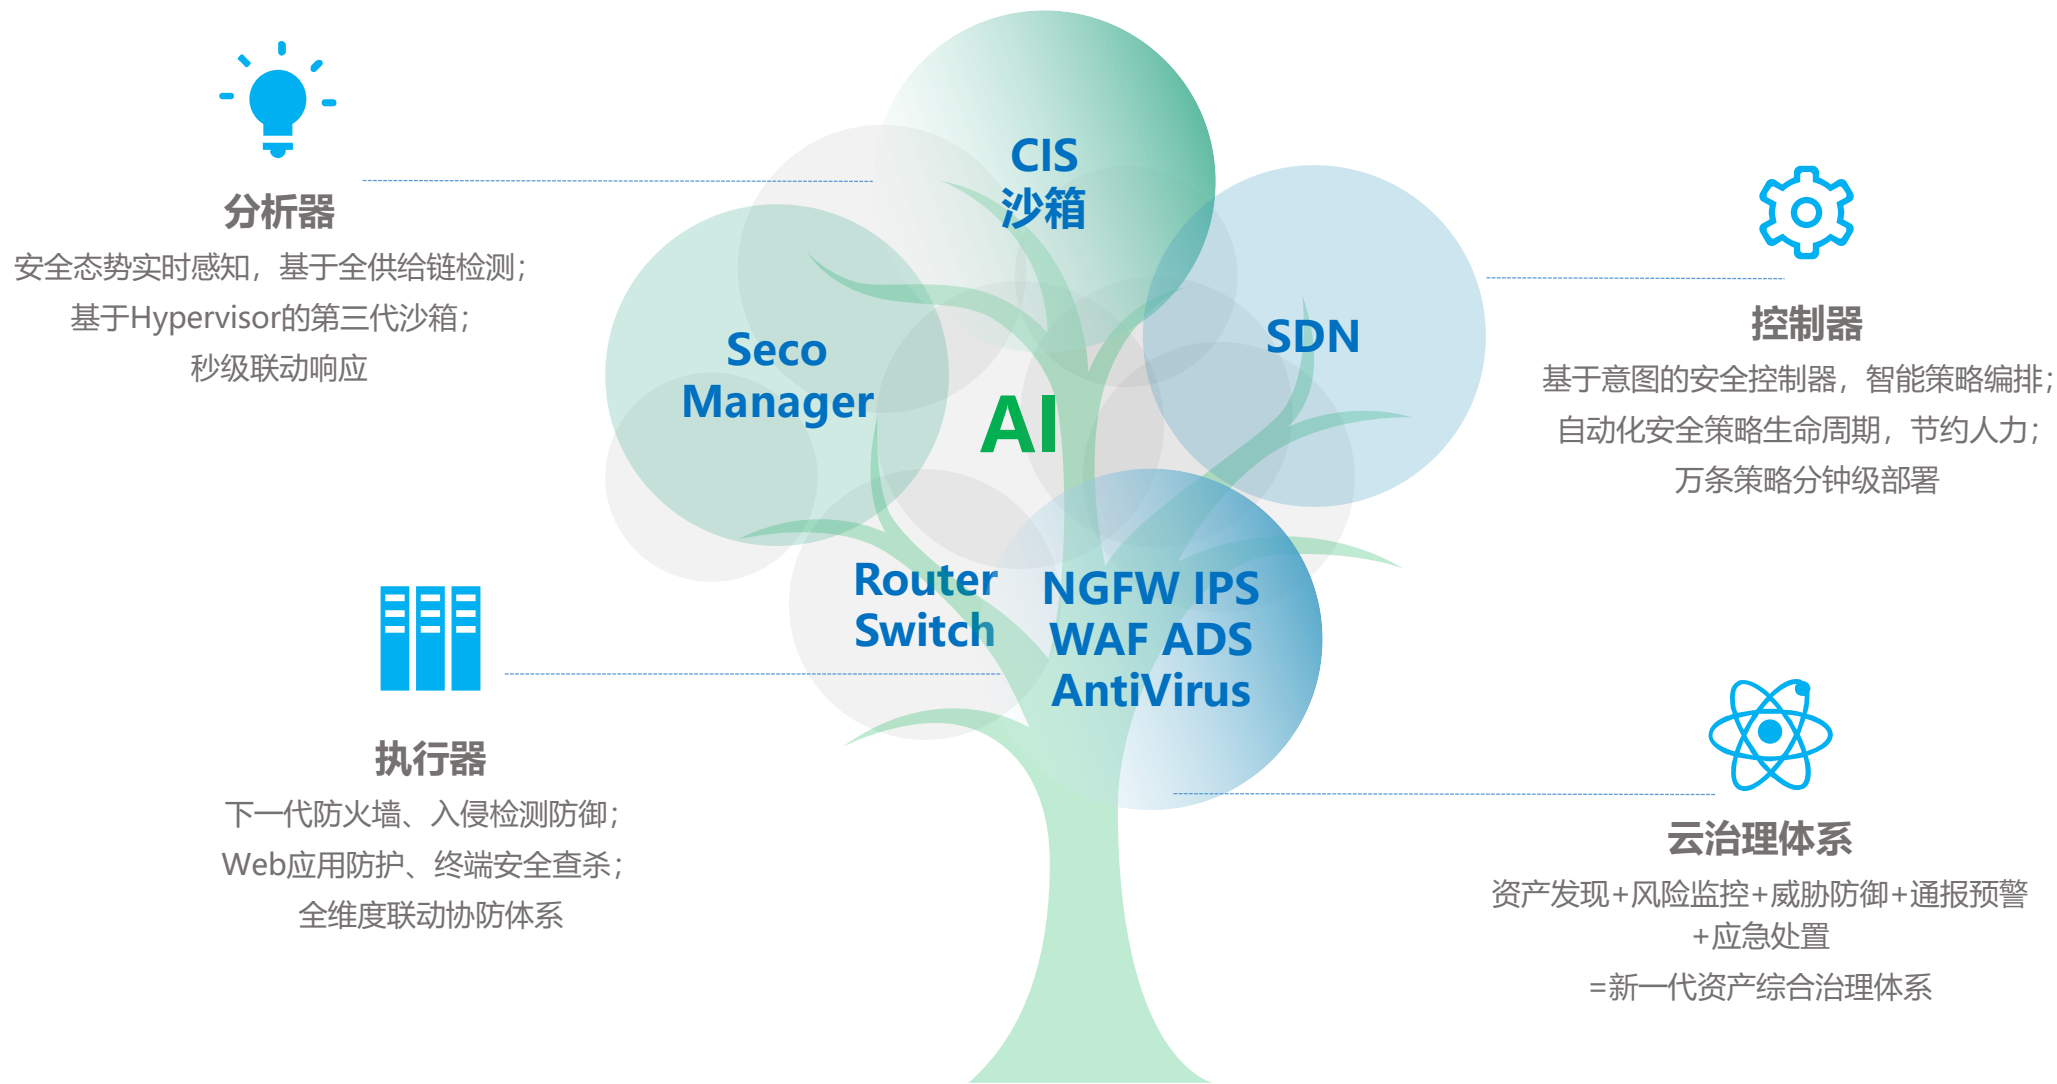 分析器
安全态势实时感知，基于全供给链检测；
基于Hypervisor的第三代沙箱；
秒级联动响应
CIS
沙箱
Seco
Manager
AI
SDN
Router
Switch
NGFW IPS
WAF ADS
AntiVirus
控制器
基于意图的安全控制器，智能策略编排；
自动化安全策略生命周期，节约人力；
万条策略分钟级部署
执行器
下一代防火墙、入侵检测防御；
Web应用防护、终端安全查杀；
全维度联动协防体系
云治理体系
资产发现+风险监控+威胁防御+通报预警
+应急处置
=新一代资产综合治理体系